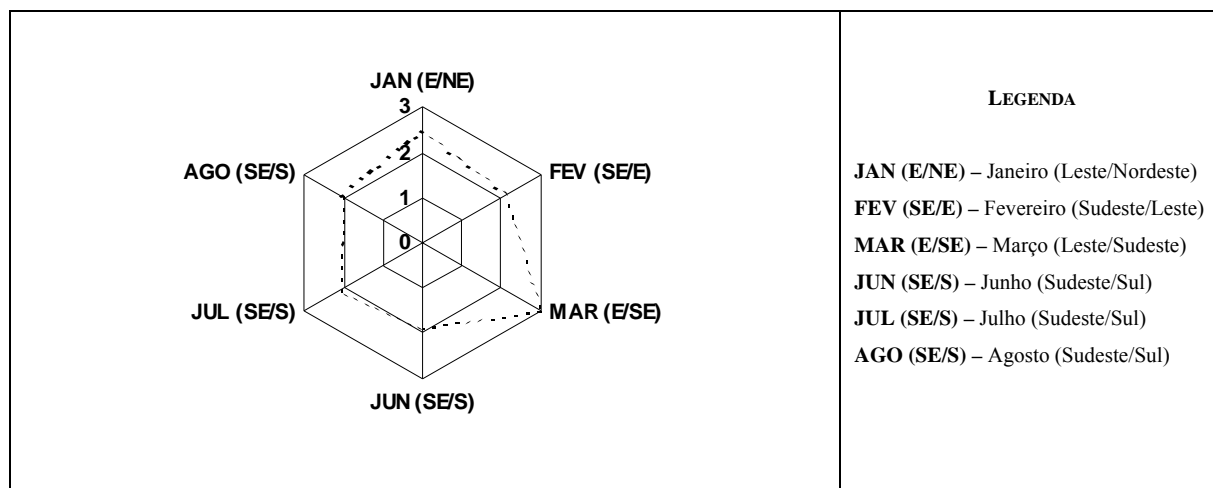 JAN (E/NE)
3
AGO (SE/S)
2
FEV (SE/E)
1
0
JUL (SE/S)
MAR (E/SE)
JUN (SE/S)
LEGENDA
JAN (E/NE) – Janeiro (Leste/Nordeste)
FEV (SE/E) – Fevereiro (Sudeste/Leste)
MAR (E/SE) – Março (Leste/Sudeste)
JUN (SE/S) – Junho (Sudeste/Sul)
JUL (SE/S) – Julho (Sudeste/Sul)
AGO (SE/S) – Agosto (Sudeste/Sul)